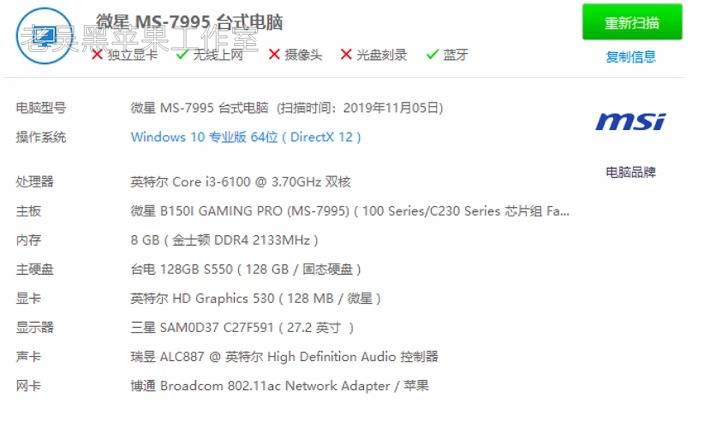 微星 MS-7995 台式电脑
老吴黑苹果工作室
独立显卡 无线上网 摄像头 光盘刻录 蓝牙
重新扫描
复制信息
电脑型号 微星 MS-7995 台式电脑 (扫描时间：2019年11月05日)
操作系统 Windows 10 专业版 64位 ( DirectX 12 )
msi
电脑品牌
处理器 英特尔 Core i3-6100 @ 3.70GHz 双核
主板 微星 B150I GAMING PRO (MS-7995) ( 100 Series/C230 Series 芯片组 Fa...
内存 8 GB ( 金士顿 DDR4 2133MHz )
主硬盘 台电 128GB S550 ( 128 GB / 固态硬盘 )
显卡 英特尔 HD Graphics 530 ( 128 MB / 微星 )
显示器 三星 SAM0D37 C27F591 ( 27.2 英寸 )
声卡 瑞昱 ALC887 @ 英特尔 High Definition Audio 控制器
网卡 博通 Broadcom 802.11ac Network Adapter / 苹果